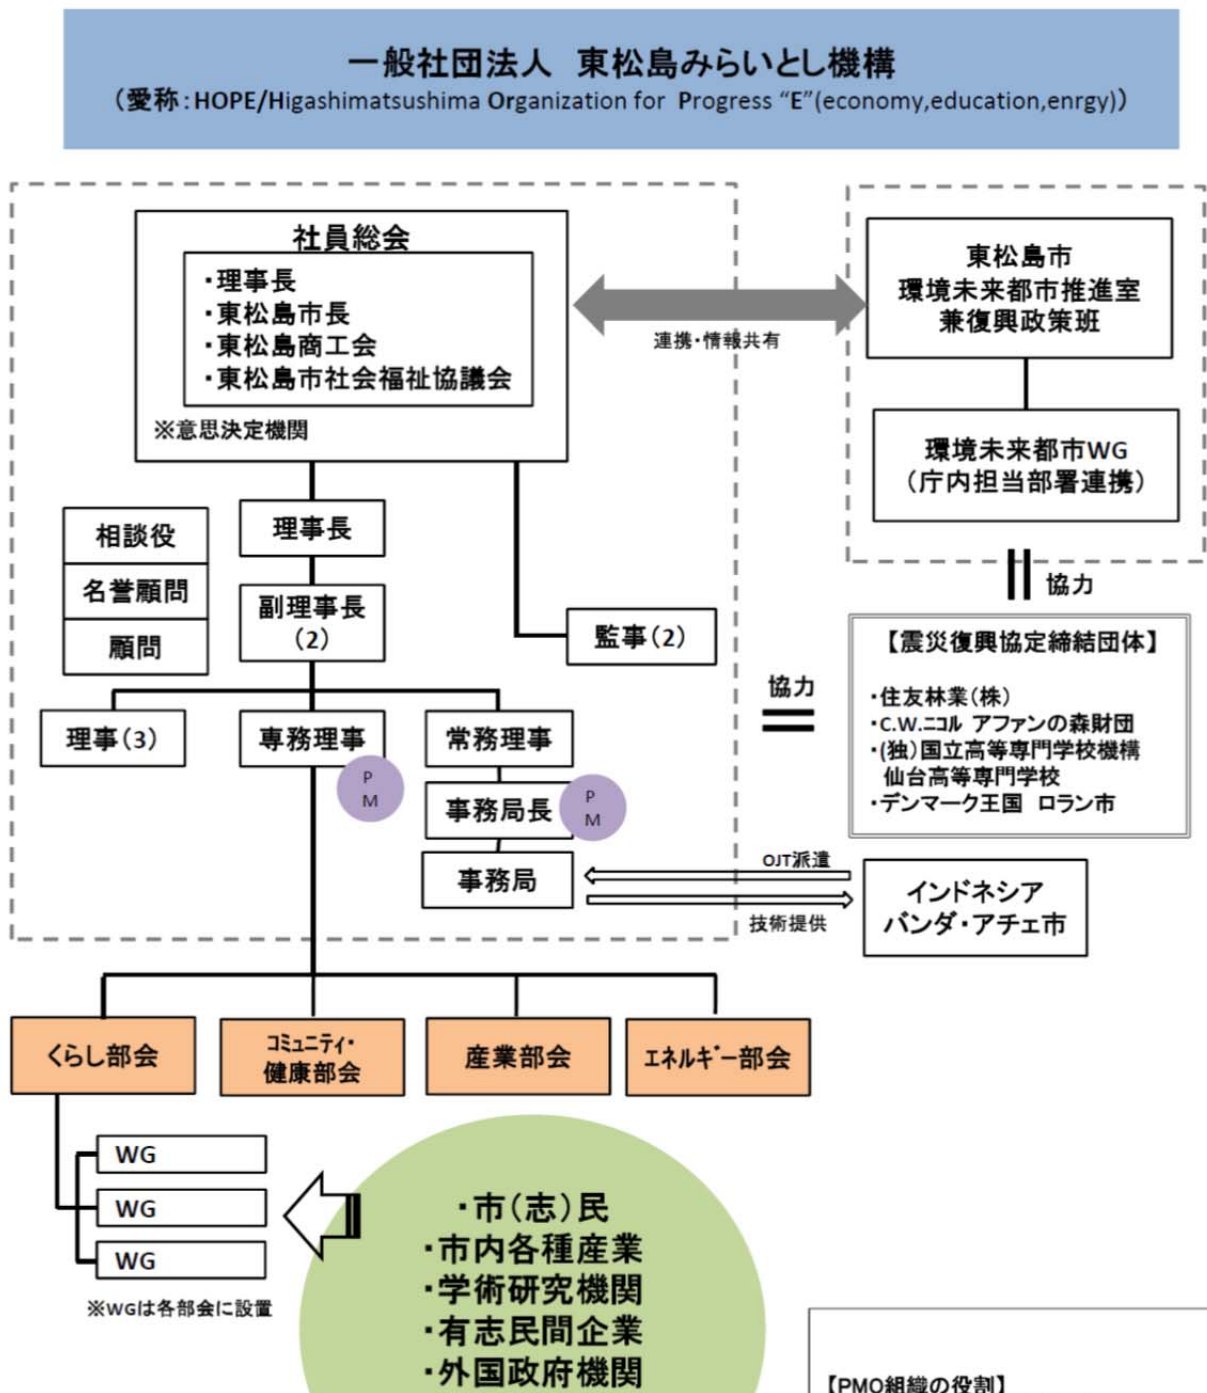 一般社団法人　東松島みらいとし機構
（愛称：HOPE/Higashimatsushima Organization for Progress “E”(economy,education,enrgy)）
社員総会
・理事長
・東松島市長
・東松島商工会
・東松島市社会福祉協議会
※意思決定機関
連携・情報共有
東松島市
環境未来都市推進室
兼復興政策班
環境未来都市WG
（庁内担当部署連携）
協力
相談役
名誉顧問
顧問
理事長
副理事長
（2）
監事（2）
理事（3）
専務理事
P
M
常務理事
事務局長
P
M
事務局
協力
【震災復興協定締結団体】
・住友林業（株）
・C.W.ﾆｺﾙ アファンの森財団
・(独）国立高等専門学校機構
仙台高等専門学校
・デンマーク王国　ロラン市
OJT派遣
技術提供
インドネシア
バンダ・アチェ市
くらし部会
ｺﾐｭﾆﾃｨ・
健康部会
産業部会
ｴﾈﾙｷﾞｰ部会
WG
WG
WG
※WGは各部会に設置
・市（志）民
・市内各種産業
・学術研究機関
・有志民間企業
・外国政府機関
【PMO組織の役割】